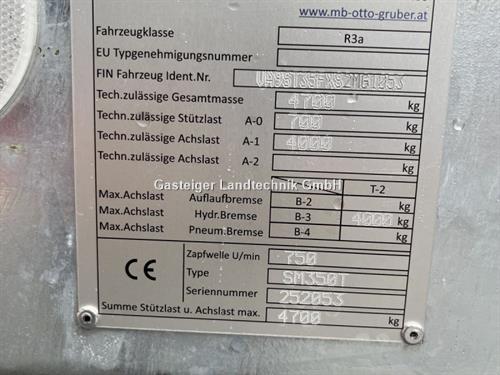 www.mb-otto-gruber.at
Fahrzeugklasse R3a
EU Typgenehmigungsnummer
FIN Fahrzeug Ident.Nr.
Tech.zulässige Gesamtmasse 4700 kg
Techn.zulässige Stützlast A-0 700 kg
Techn.zulässige Achslast A-1 4000 kg
Techn.zulässige Achslast A-2 kg
Gasteiger Landtechnik GmbH
T-2
Max.Achslast Auflaufbremse B-2 kg
Max.Achslast Hydr.Bremse B-3 4000 kg
Max.Achslast Pneum.Bremse B-4 kg
CE
Zapfwelle U/min 750
Type SM350T
Seriennummer 252053
Summe Stützlast u. Achslast max. 4700 kg